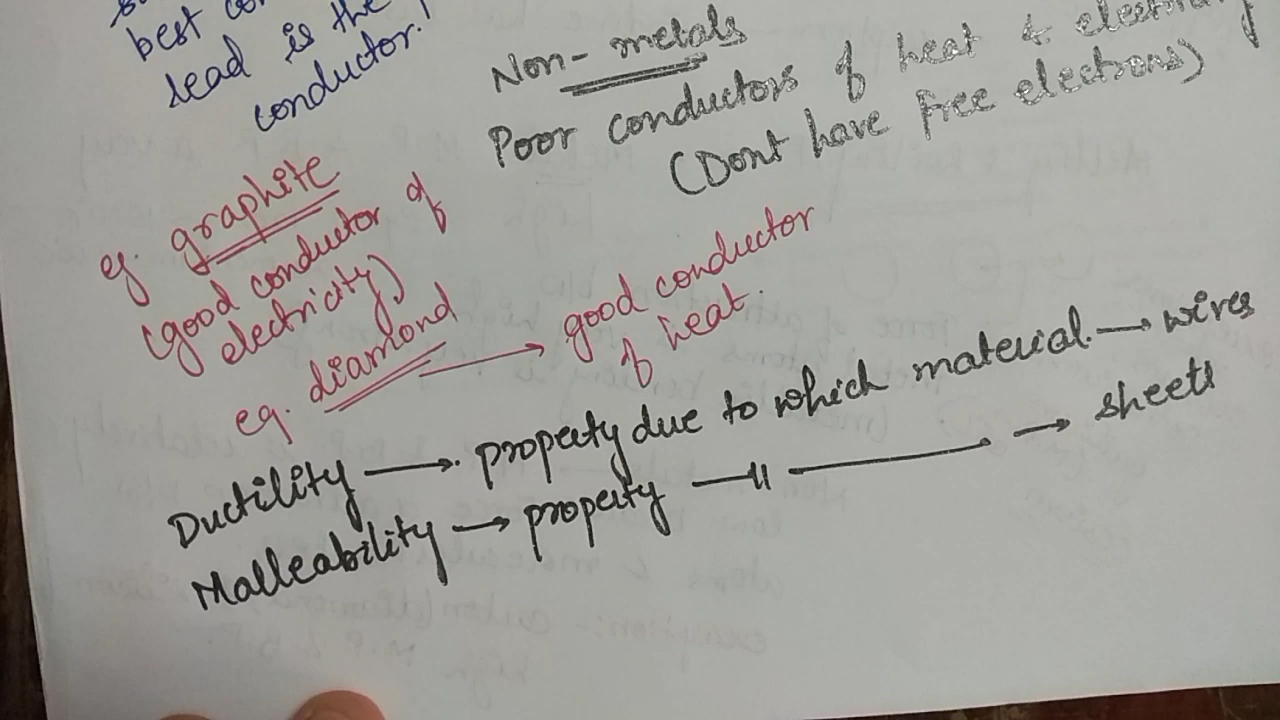 best
lead is the
conductor.
Non-metals
Poor conductors of heat & electricity
(Dont have free electrons)
eg. graphite
(good conductor of
electricity)
eg. diamond → good conductor
of heat.
Ductility → property due to which material → wires
Malleability → property —〃— → sheets